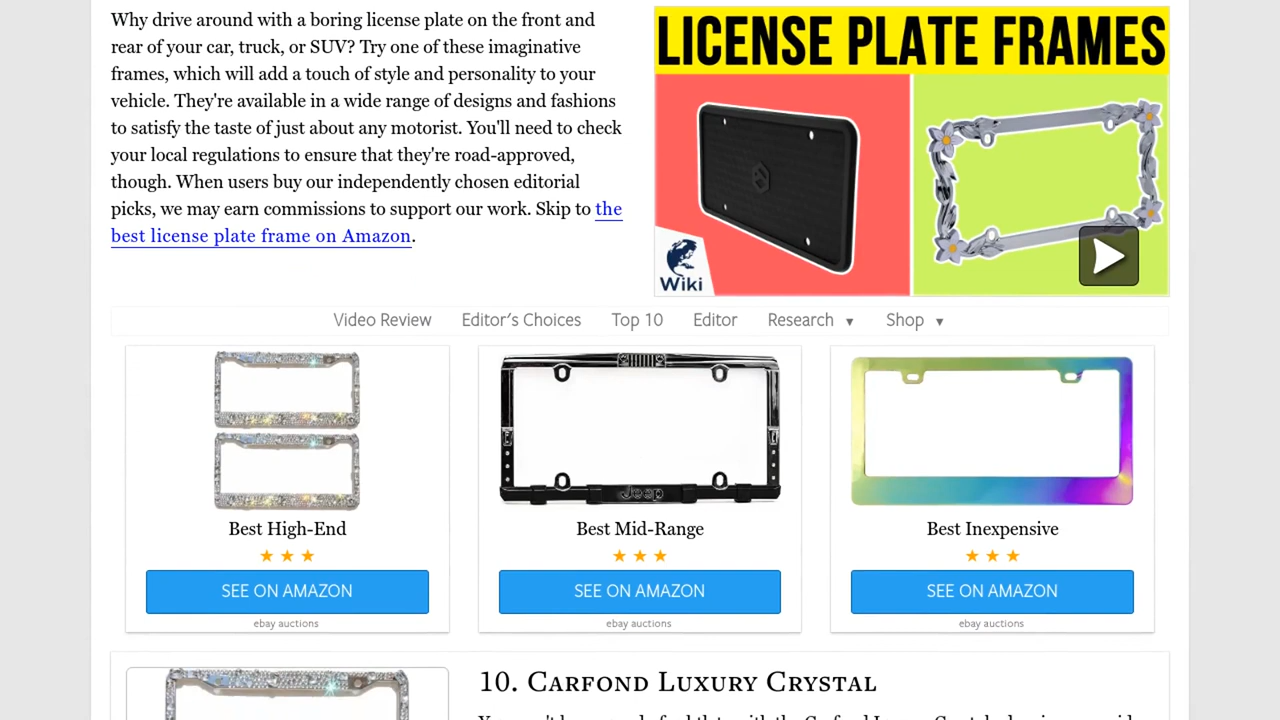 Why drive around with a boring license plate on the front and
rear of your car, truck, or SUV? Try one of these imaginative
frames, which will add a touch of style and personality to your
vehicle. They're available in a wide range of designs and fashions
to satisfy the taste of just about any motorist. You'll need to check
your local regulations to ensure that they're road-approved,
though. When users buy our independently chosen editorial
picks, we may earn commissions to support our work. Skip to the
best license plate frame on Amazon.
LICENSE PLATE FRAMES
Wiki
Video Review Editor's Choices Top 10 Editor Research ▼ Shop ▼
Jeep
Best High-End Best Mid-Range Best Inexpensive
★ ★ ★ ★ ★ ★ ★ ★ ★
SEE ON AMAZON SEE ON AMAZON SEE ON AMAZON
ebay auctions ebay auctions ebay auctions
10. Carfond Luxury Crystal